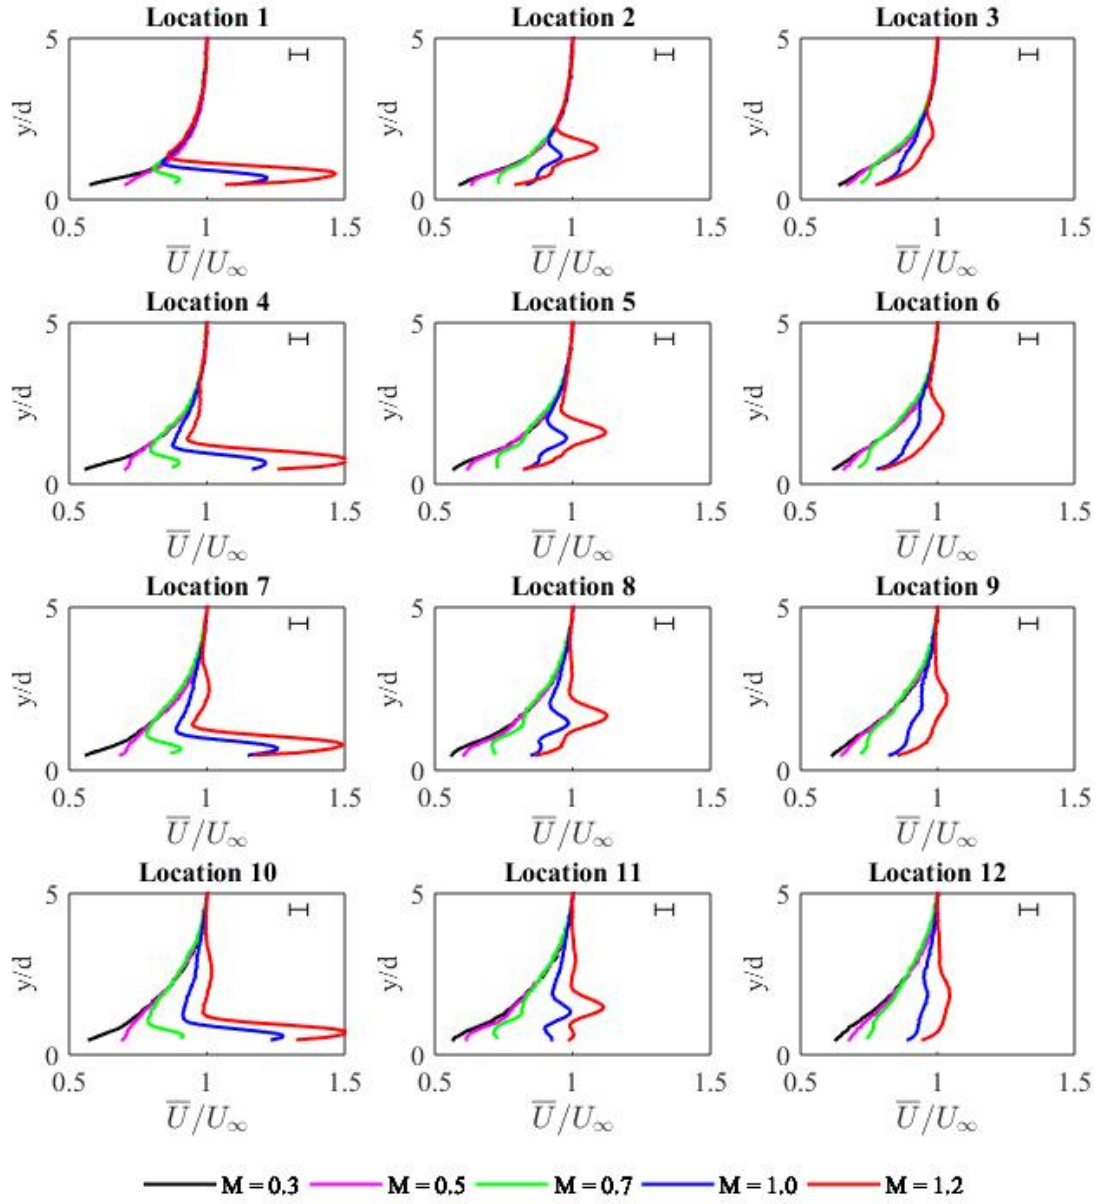 Location 1 Location 2 Location 3
5 5 5
y/d y/d y/d
0 0 0
0.5 1 1.5 0.5 1 1.5 0.5 1 1.5
U̅/U∞ U̅/U∞ U̅/U∞
Location 4 Location 5 Location 6
5 5 5
y/d y/d y/d
0 0 0
0.5 1 1.5 0.5 1 1.5 0.5 1 1.5
U̅/U∞ U̅/U∞ U̅/U∞
Location 7 Location 8 Location 9
5 5 5
y/d y/d y/d
0 0 0
0.5 1 1.5 0.5 1 1.5 0.5 1 1.5
U̅/U∞ U̅/U∞ U̅/U∞
Location 10 Location 11 Location 12
5 5 5
y/d y/d y/d
0 0 0
0.5 1 1.5 0.5 1 1.5 0.5 1 1.5
U̅/U∞ U̅/U∞ U̅/U∞
M = 0.3 M = 0.5 M = 0.7 M = 1.0 M = 1.2